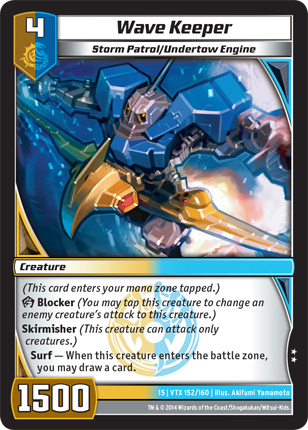 4
Wave Keeper
Storm Patrol/Undertow Engine
Creature
(This card enters your mana zone tapped.)
Blocker (You may tap this creature to change an
enemy creature's attack to this creature.)
Skirmisher (This creature can attack only
creatures.)
Surf — When this creature enters the battle zone,
you may draw a card.
1500
15 | VTX 152/160 | Illus. Akifumi Yamamoto
TM & © 2014 Wizards of the Coast/Shogakukan/Mitsui-Kids.